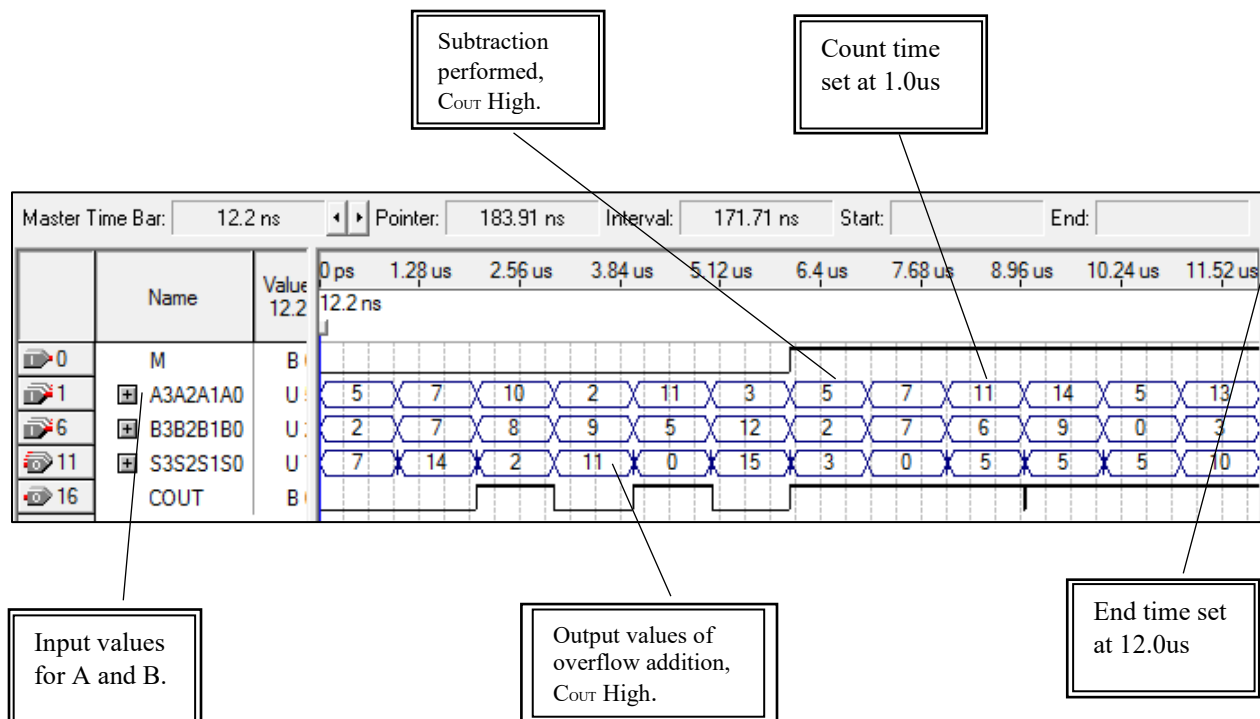 Subtraction
performed,
COUT High.
Count time
set at 1.0us
Master Time Bar: 12.2 ns Pointer: 183.91 ns Interval: 171.71 ns Start: End:
Name Value 12.2
0 ps 1.28 us 2.56 us 3.84 us 5.12 us 6.4 us 7.68 us 8.96 us 10.24 us 11.52 us
12.2 ns
0 M B
1 A3A2A1A0 U 5 7 10 2 11 3 5 7 11 14 5 13
6 B3B2B1B0 U 2 7 8 9 5 12 2 7 6 9 0 3
11 S3S2S1S0 U 7 14 2 11 0 15 3 0 5 5 5 10
16 COUT B
Input values
for A and B.
Output values of
overflow addition,
COUT High.
End time set
at 12.0us